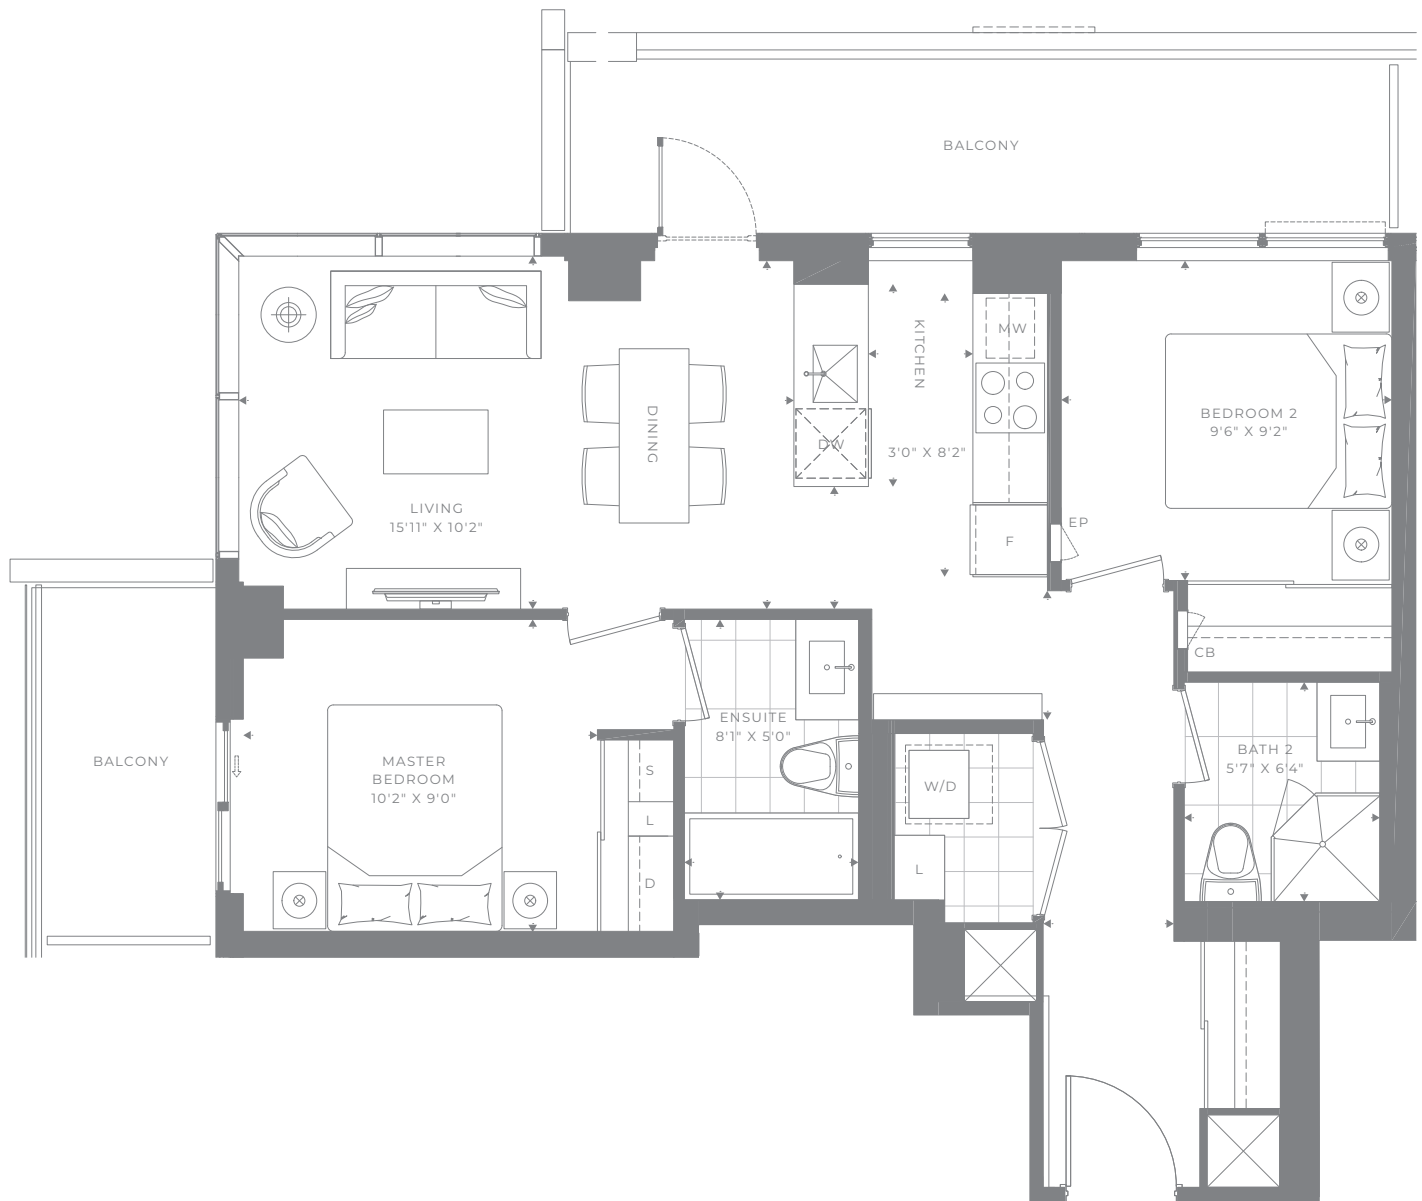 BALCONY
KITCHEN
MW
DINING
DW
3'0" X 8'2"
BEDROOM 2
9'6" X 9'2"
LIVING
15'11" X 10'2"
EP
F
CB
ENSUITE
8'1" X 5'0"
BATH 2
5'7" X 6'4"
BALCONY
MASTER
BEDROOM
10'2" X 9'0"
S
L
D
W/D
L